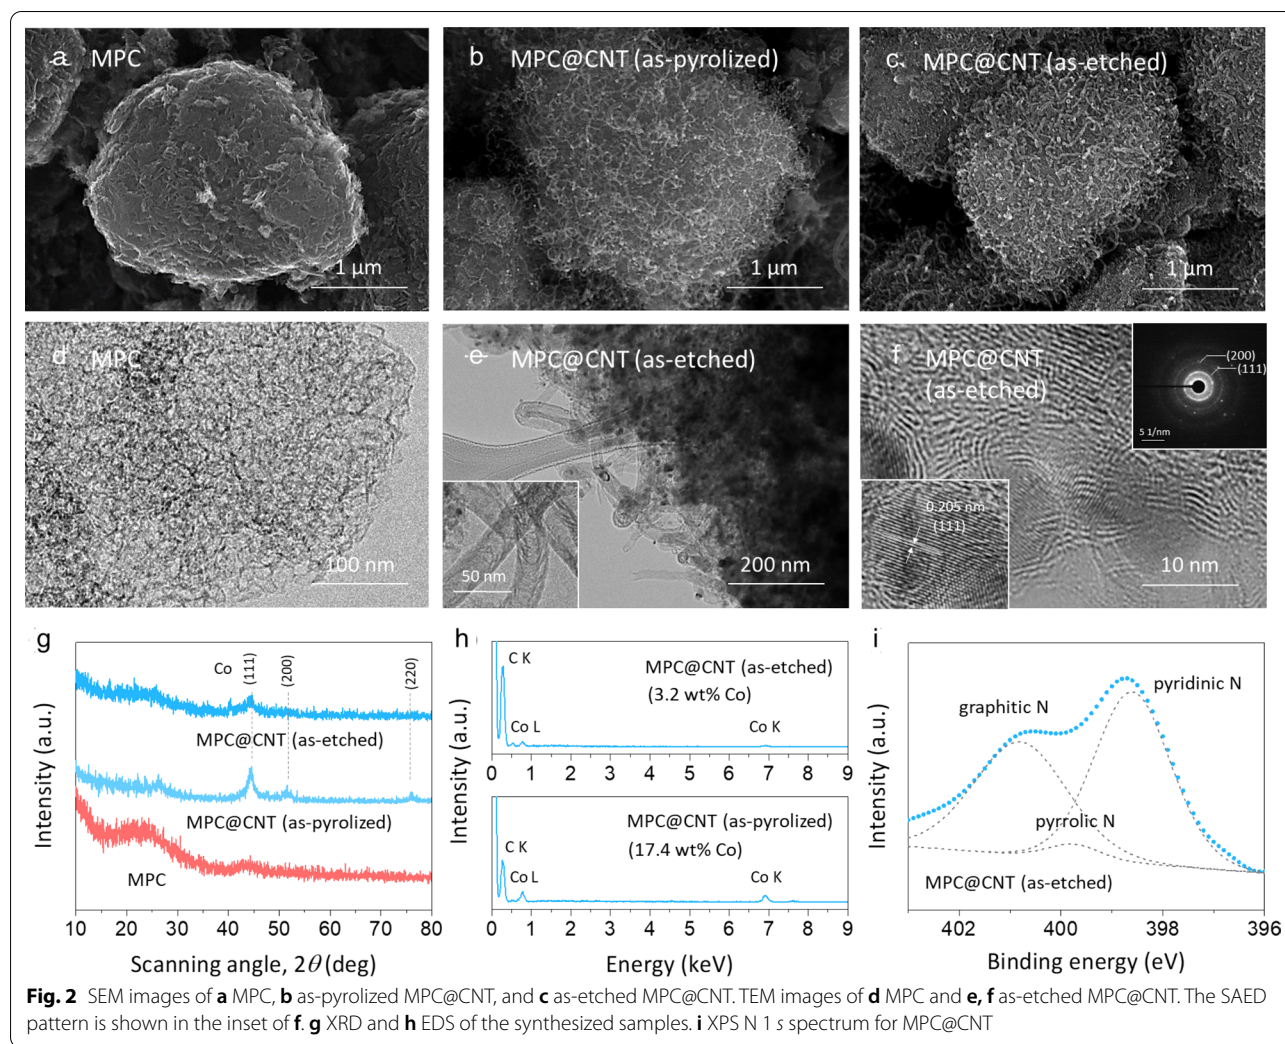 a MPC
1 μm
b MPC@CNT (as-pyrolized)
1 μm
c MPC@CNT (as-etched)
1 μm
d MPC
100 nm
e MPC@CNT (as-etched)
50 nm
200 nm
f MPC@CNT
(as-etched)
(200)
(111)
5 1/nm
0.205 nm
(111)
10 nm
g
Co (111) (200) (220)
MPC@CNT (as-etched)
MPC@CNT (as-pyrolized)
MPC
Intensity (a.u.)
10 20 30 40 50 60 70 80
Scanning angle, 2θ (deg)
h
C K
MPC@CNT (as-etched)
(3.2 wt% Co)
Co L Co K
0 1 2 3 4 5 6 7 8 9
MPC@CNT (as-pyrolized)
(17.4 wt% Co)
C K
Co L Co K
0 1 2 3 4 5 6 7 8 9
Intensity (a.u.)
Energy (keV)
i
pyridinic N
graphitic N
pyrrolic N
MPC@CNT (as-etched)
Intensity (a.u.)
402 400 398 396
Binding energy (eV)
Fig. 2 SEM images of a MPC, b as-pyrolized MPC@CNT, and c as-etched MPC@CNT. TEM images of d MPC and e, f as-etched MPC@CNT. The SAED
pattern is shown in the inset of f. g XRD and h EDS of the synthesized samples. i XPS N 1 s spectrum for MPC@CNT